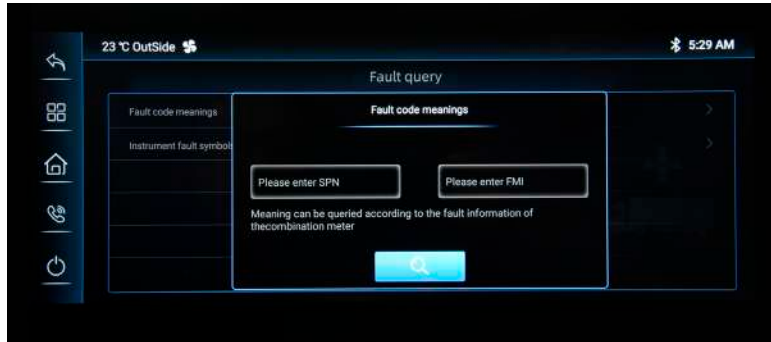 23 ℃ OutSide
5:29 AM
Fault query
Fault code meanings
Instrument fault symbols
Fault code meanings
Please enter SPN
Please enter FMI
Meaning can be queried according to the fault information of
thecombination meter